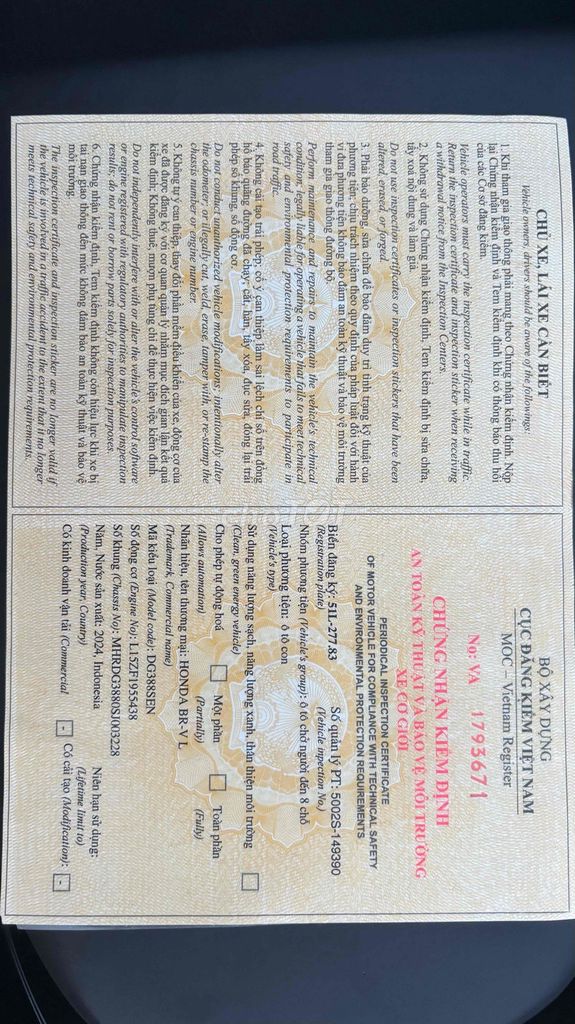 CHỦ XE, LÁI XE CẦN BIẾT
Vehicle owners, drivers should be aware of the followings:
1. Khi tham gia giao thông phải mang theo Chứng nhận kiểm định. Nộp
lại Chứng nhận kiểm định và Tem kiểm định khi có thông báo thu hồi
của các Cơ sở đăng kiểm.
Vehicle operators must carry the inspection certificate while in traffic.
Return the inspection certificate and inspection sticker when receiving
a withdrawal notice from the Inspection Centers.
2. Không sử dụng Chứng nhận kiểm định, Tem kiểm định bị sửa chữa,
tẩy xoá nội dung và làm giả.
Do not use inspection certificates or inspection stickers that have been
altered, erased, or forged.
3. Phải bảo dưỡng, sửa chữa để bảo đảm duy trì tình trạng kỹ thuật của
phương tiện; chịu trách nhiệm theo quy định của pháp luật đối với hành
vi đưa phương tiện không bảo đảm an toàn kỹ thuật và bảo vệ môi trường
tham gia giao thông đường bộ.
Perform maintenance and repairs to maintain the vehicle's technical
condition; legally liable for operating a vehicle that fails to meet technical
safety and environmental protection requirements to participate in
road traffic.
4. Không cải tạo trái phép; cố ý can thiệp làm sai lệch chỉ số trên đồng
hồ báo quãng đường đã chạy; cắt, hàn, tẩy xóa, đục sửa, đóng lại trái
phép số khung, số động cơ.
Do not conduct unauthorized vehicle modifications; intentionally alter
the odometer; or illegally cut, weld, erase, tamper with, or re-stamp the
chassis number or engine number.
5. Không tự ý can thiệp, thay đổi phần mềm điều khiển của xe, động cơ của
xe đã được đăng ký với cơ quan quản lý nhằm mục đích gian lận kết quả
kiểm định; Không thuê, mượn phụ tùng chỉ để thực hiện việc kiểm định.
Do not independently interfere with or alter the vehicle's control software
or engine registered with regulatory authorities to manipulate inspection
results; do not rent or borrow parts solely for inspection purposes.
6. Chứng nhận kiểm định, Tem kiểm định không còn hiệu lực khi xe bị
tai nạn giao thông đến mức không đảm bảo an toàn kỹ thuật và bảo vệ
môi trường.
The inspection certificate and inspection sticker are no longer valid if
the vehicle is involved in a traffic accident to the extent that it no longer
meets technical safety and environmental protection requirements.
BỘ XÂY DỰNG
CỤC ĐĂNG KIỂM VIỆT NAM
MOC – Vietnam Register
No: VA 1793671
CHỨNG NHẬN KIỂM ĐỊNH
AN TOÀN KỸ THUẬT VÀ BẢO VỆ MÔI TRƯỜNG
XE CƠ GIỚI
PERIODICAL INSPECTION CERTIFICATE
OF MOTOR VEHICLE FOR COMPLIANCE WITH TECHNICAL SAFETY
AND ENVIRONMENTAL PROTECTION REQUIREMENTS
Biển đăng ký: 51L-277.83 Số quản lý PT: 5002S-149390
(Registration plate) (Vehicle inpection No.)
Nhóm phương tiện (Vehicle's group): ô tô chở người đến 8 chỗ
Loại phương tiện: ô tô con
(Vehicle's type)
Sử dụng năng lượng sạch, năng lượng xanh, thân thiện môi trường
(Clean, green energy vehicle)
Cho phép tự động hoá Một phần Toàn phần
(Allows automation) (Partially) (Fully)
Nhãn hiệu, tên thương mại: HONDA BR-V L
(Trademark, Commercial name)
Mã kiểu loại (Model code): DG388SEN
Số động cơ (Engine No): L15ZF1955438
Số khung (Chassis No): MHRDG3880SJ003228
Năm, Nước sản xuất: 2024, Indonesia Niên hạn sử dụng:
(Production year, Country) (Lifetime limit to)
Có kinh doanh vận tải (Commercial - Có cải tạo (Modification): -